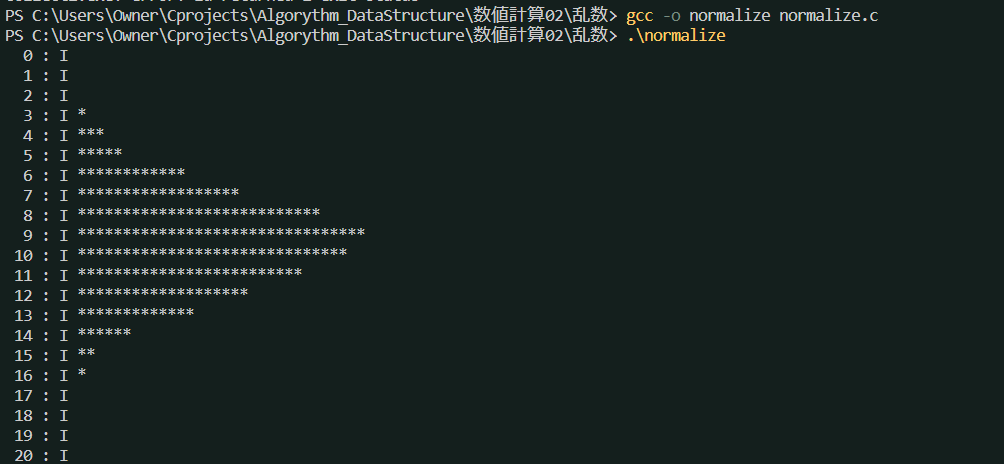 PS C:\Users\Owner\Cprojects\Algorythm_DataStructure\数値計算02\乱数> gcc -o normalize normalize.c
PS C:\Users\Owner\Cprojects\Algorythm_DataStructure\数値計算02\乱数> .\normalize
0 : I
1 : I
2 : I
3 : I *
4 : I ***
5 : I *****
6 : I ************
7 : I ******************
8 : I ***************************
9 : I ********************************
10 : I ******************************
11 : I *************************
12 : I *******************
13 : I *************
14 : I ******
15 : I **
16 : I *
17 : I
18 : I
19 : I
20 : I